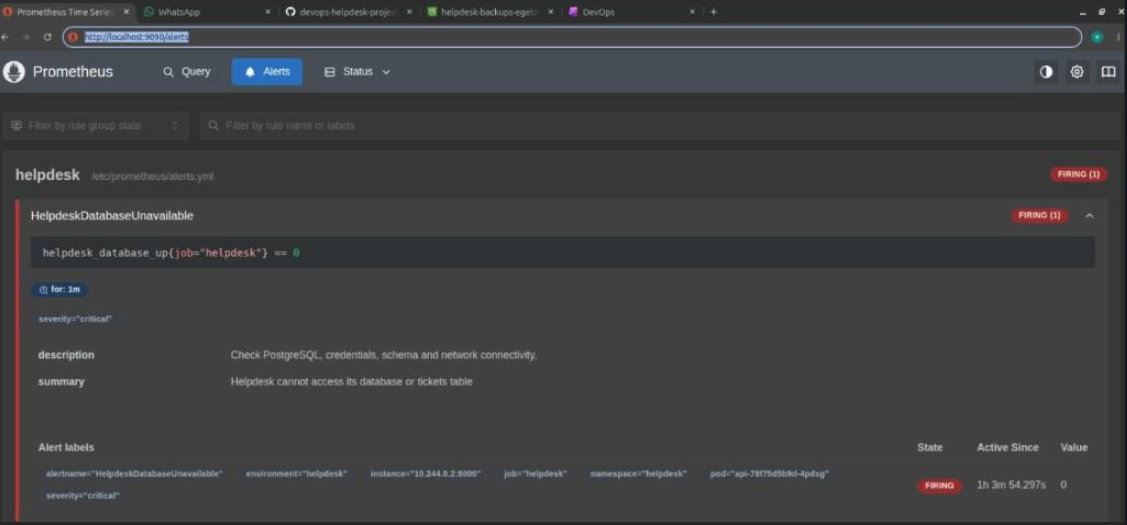 Prometheus Time Series
WhatsApp
devops-helpdesk-project
helpdesk-backups-eget
DevOps
http://localhost:9090/alerts
Prometheus
Query
Alerts
Status
Filter by rule group state
Filter by rule name or labels
helpdesk /etc/prometheus/alerts.yml FIRING (1)
HelpdeskDatabaseUnavailable FIRING (1)
helpdesk_database_up{job="helpdesk"} == 0
for: 1m
severity="critical"
description Check PostgreSQL, credentials, schema and network connectivity.
summary Helpdesk cannot access its database or tickets table
Alert labels State Active Since Value
alertname="HelpdeskDatabaseUnavailable" environment="helpdesk" instance="10.244.0.2:8000" job="helpdesk" namespace="helpdesk" pod="api-78f75d5b9d-4pdsg"
severity="critical"
FIRING 1h 3m 54.297s 0